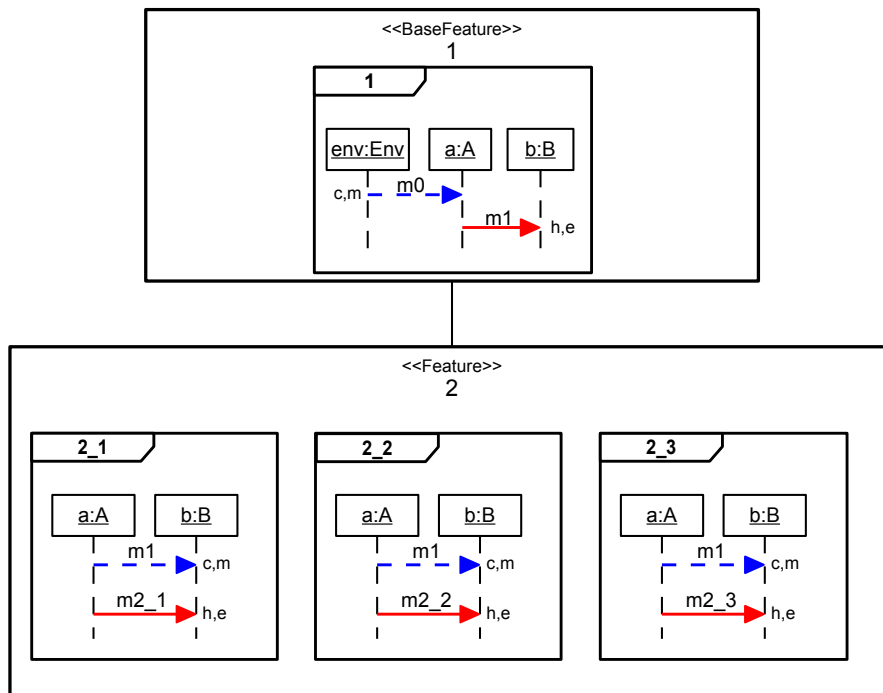 <<BaseFeature>>
1
1
env:Env a:A b:B
c,m m0
m1 h,e
<<Feature>>
2
2_1 2_2 2_3
a:A b:B a:A b:B a:A b:B
m1 c,m m1 c,m m1 c,m
m2_1 h,e m2_2 h,e m2_3 h,e